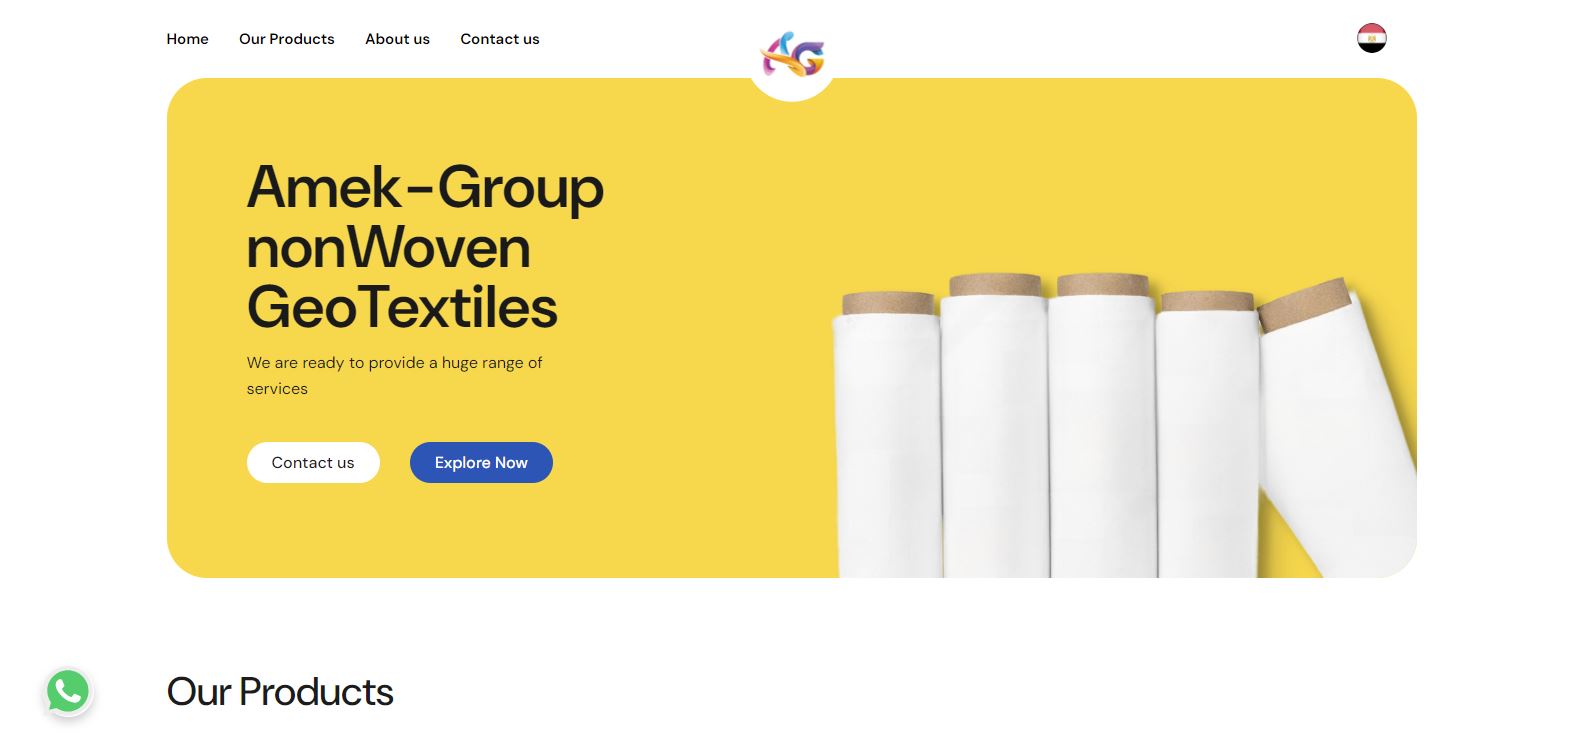 Home
Our Products
About us
Contact us
AG
Amek-Group
nonWoven
GeoTextiles
We are ready to provide a huge range of
services
Contact us
Explore Now
Our Products